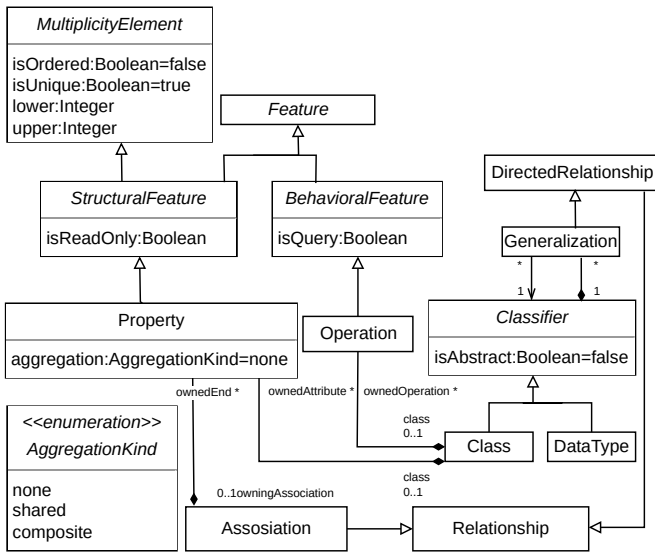 MultiplicityElement
isOrdered:Boolean=false
isUnique:Boolean=true
lower:Integer
upper:Integer
Feature
StructuralFeature
isReadOnly:Boolean
BehavioralFeature
isQuery:Boolean
DirectedRelationship
Generalization
*
*
1
1
Property
aggregation:AggregationKind=none
Operation
Classifier
isAbstract:Boolean=false
ownedEnd *
ownedAttribute *
ownedOperation *
<<enumeration>>
AggregationKind
none
shared
composite
class
0..1
Class
DataType
class
0..1
0..1owningAssociation
Assosiation
Relationship